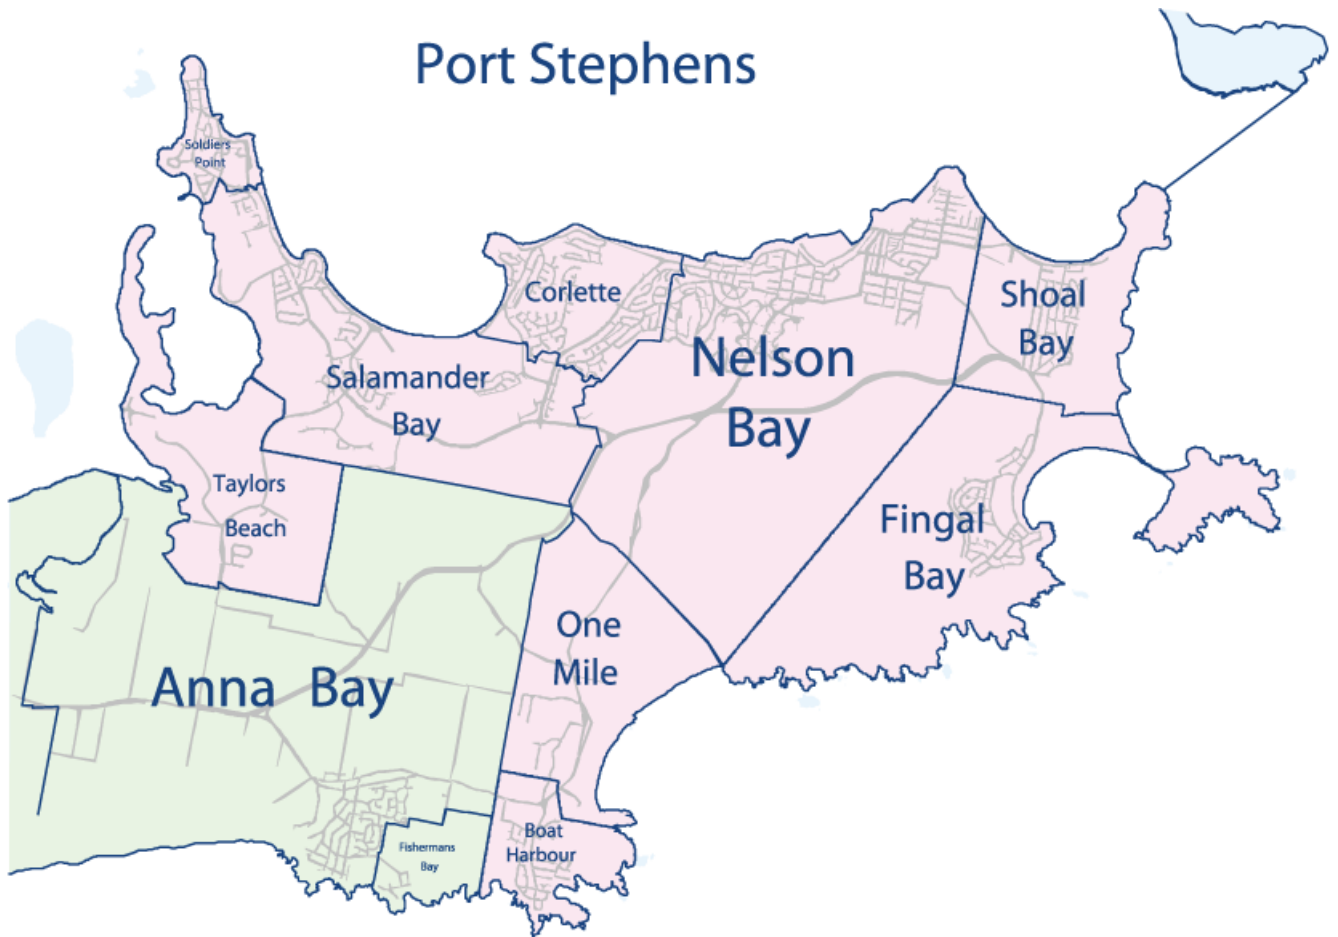 Port Stephens
Soldiers
Point
Corlette
Shoal
Bay
Nelson
Bay
Salamander
Bay
Taylors
Beach
Fingal
Bay
One
Mile
Anna Bay
Boat
Harbour
Fishermans
Bay